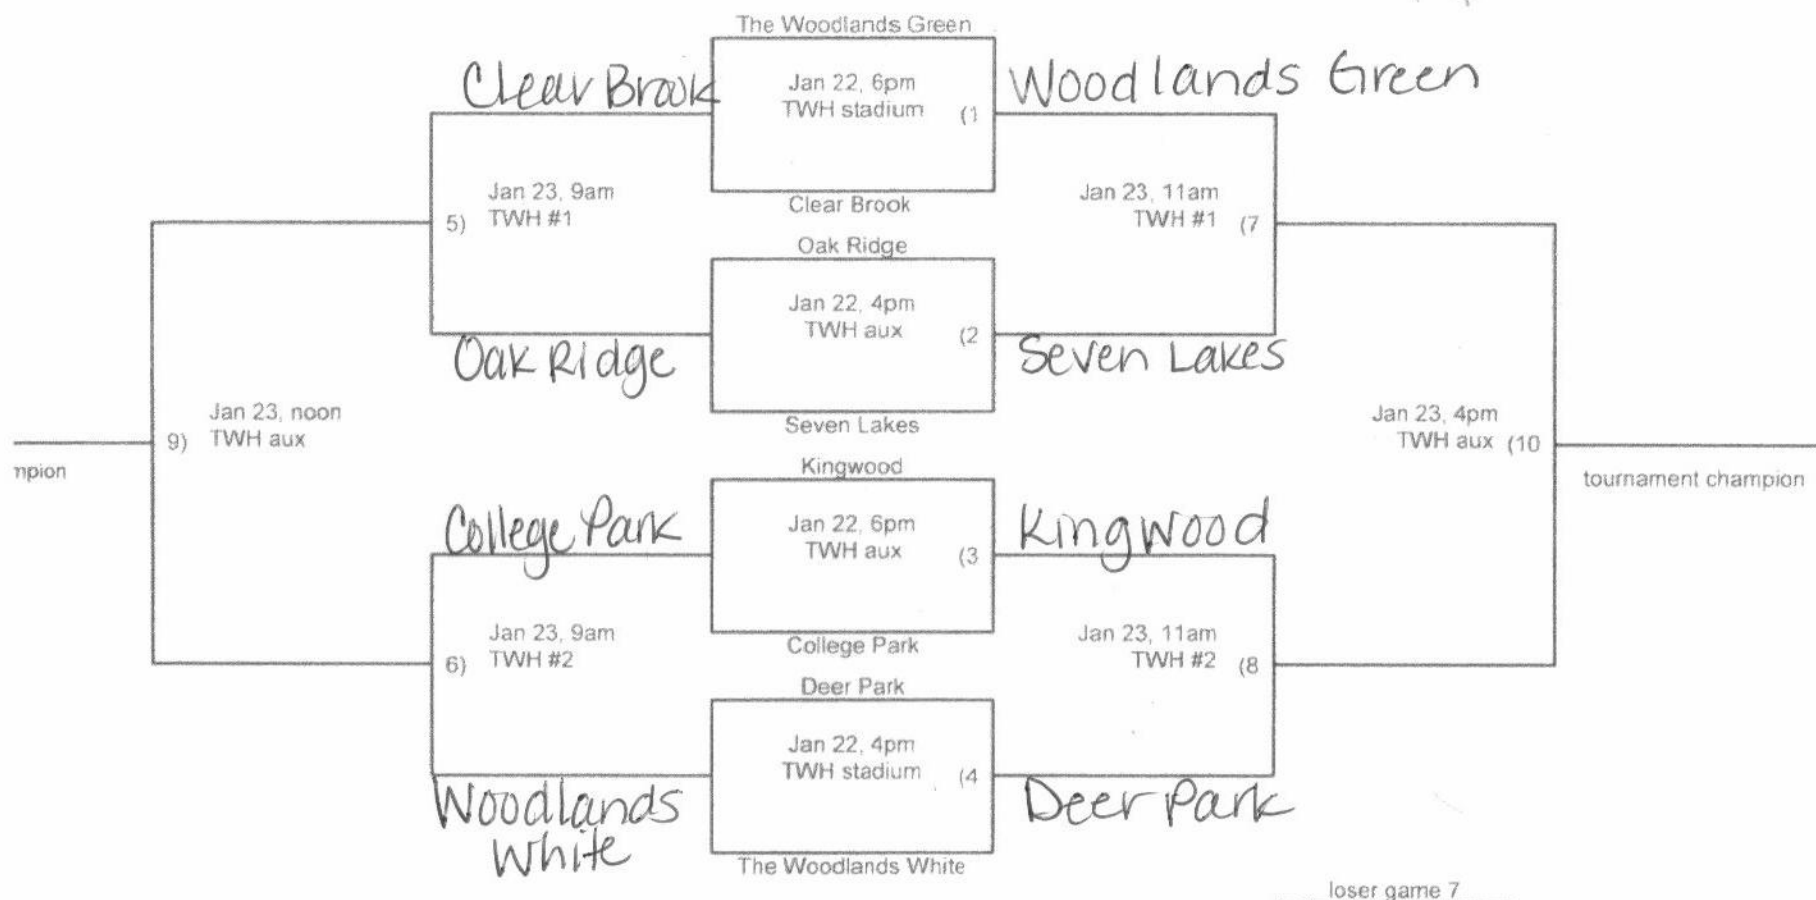 The Woodlands Green
Clear Brook
Jan 22, 6pm
TWH stadium (1
Woodlands Green
Jan 23, 9am
5) TWH #1
Clear Brook
Jan 23, 11am
TWH #1 (7
Oak Ridge
Jan 22, 4pm
TWH aux (2
Oak Ridge
Seven Lakes
Seven Lakes
Jan 23, noon
9) TWH aux
Jan 23, 4pm
TWH aux (10
mpion
tournament champion
Kingwood
College Park
Jan 22, 6pm
TWH aux (3
Kingwood
Jan 23, 9am
6) TWH #2
College Park
Jan 23, 11am
TWH #2 (8
Deer Park
Jan 22, 4pm
TWH stadium (4
Woodlands
White
Deer Park
The Woodlands White
loser game 7